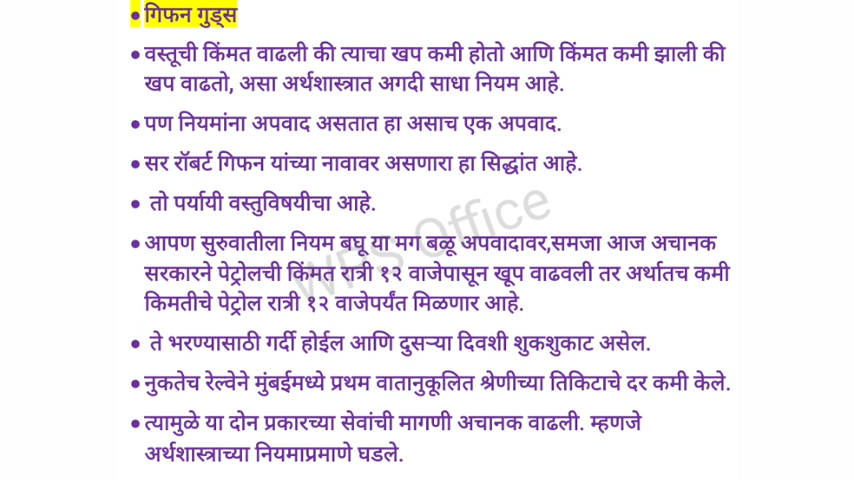 • गिफन गुड्स
• वस्तूची किंमत वाढली की त्याचा खप कमी होतो आणि किंमत कमी झाली की
खप वाढतो, असा अर्थशास्त्रात अगदी साधा नियम आहे.
• पण नियमांना अपवाद असतात हा असाच एक अपवाद.
• सर रॉबर्ट गिफन यांच्या नावावर असणारा हा सिद्धांत आहे.
• तो पर्यायी वस्तुविषयीचा आहे.
• आपण सुरुवातीला नियम बघू या मग बळू अपवादावर,समजा आज अचानक
सरकारने पेट्रोलची किंमत रात्री १२ वाजेपासून खूप वाढवली तर अर्थातच कमी
किमतीचे पेट्रोल रात्री १२ वाजेपर्यंत मिळणार आहे.
• ते भरण्यासाठी गर्दी होईल आणि दुसऱ्या दिवशी शुकशुकाट असेल.
• नुकतेच रेल्वेने मुंबईमध्ये प्रथम वातानुकूलित श्रेणीच्या तिकिटाचे दर कमी केले.
• त्यामुळे या दोन प्रकारच्या सेवांची मागणी अचानक वाढली. म्हणजे
अर्थशास्त्राच्या नियमाप्रमाणे घडले.
WPS Office